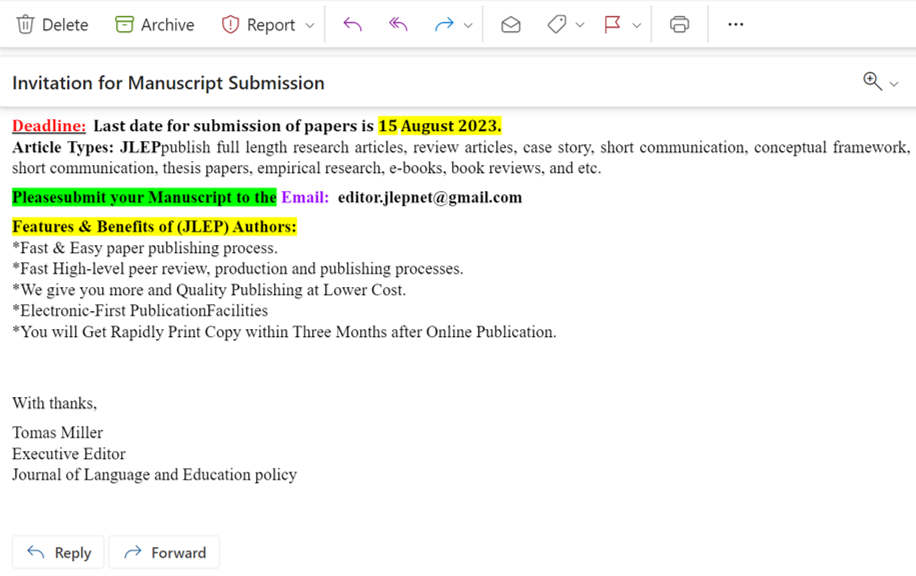 Delete Archive Report
Invitation for Manuscript Submission
Deadline: Last date for submission of papers is 15 August 2023.
Article Types: JLEPpublish full length research articles, review articles, case story, short communication, conceptual framework,
short communication, thesis papers, empirical research, e-books, book reviews, and etc.
Pleasesubmit your Manuscript to the Email: editor.jlepnet@gmail.com
Features & Benefits of (JLEP) Authors:
*Fast & Easy paper publishing process.
*Fast High-level peer review, production and publishing processes.
*We give you more and Quality Publishing at Lower Cost.
*Electronic-First PublicationFacilities
*You will Get Rapidly Print Copy within Three Months after Online Publication.
With thanks,
Tomas Miller
Executive Editor
Journal of Language and Education policy
Reply Forward